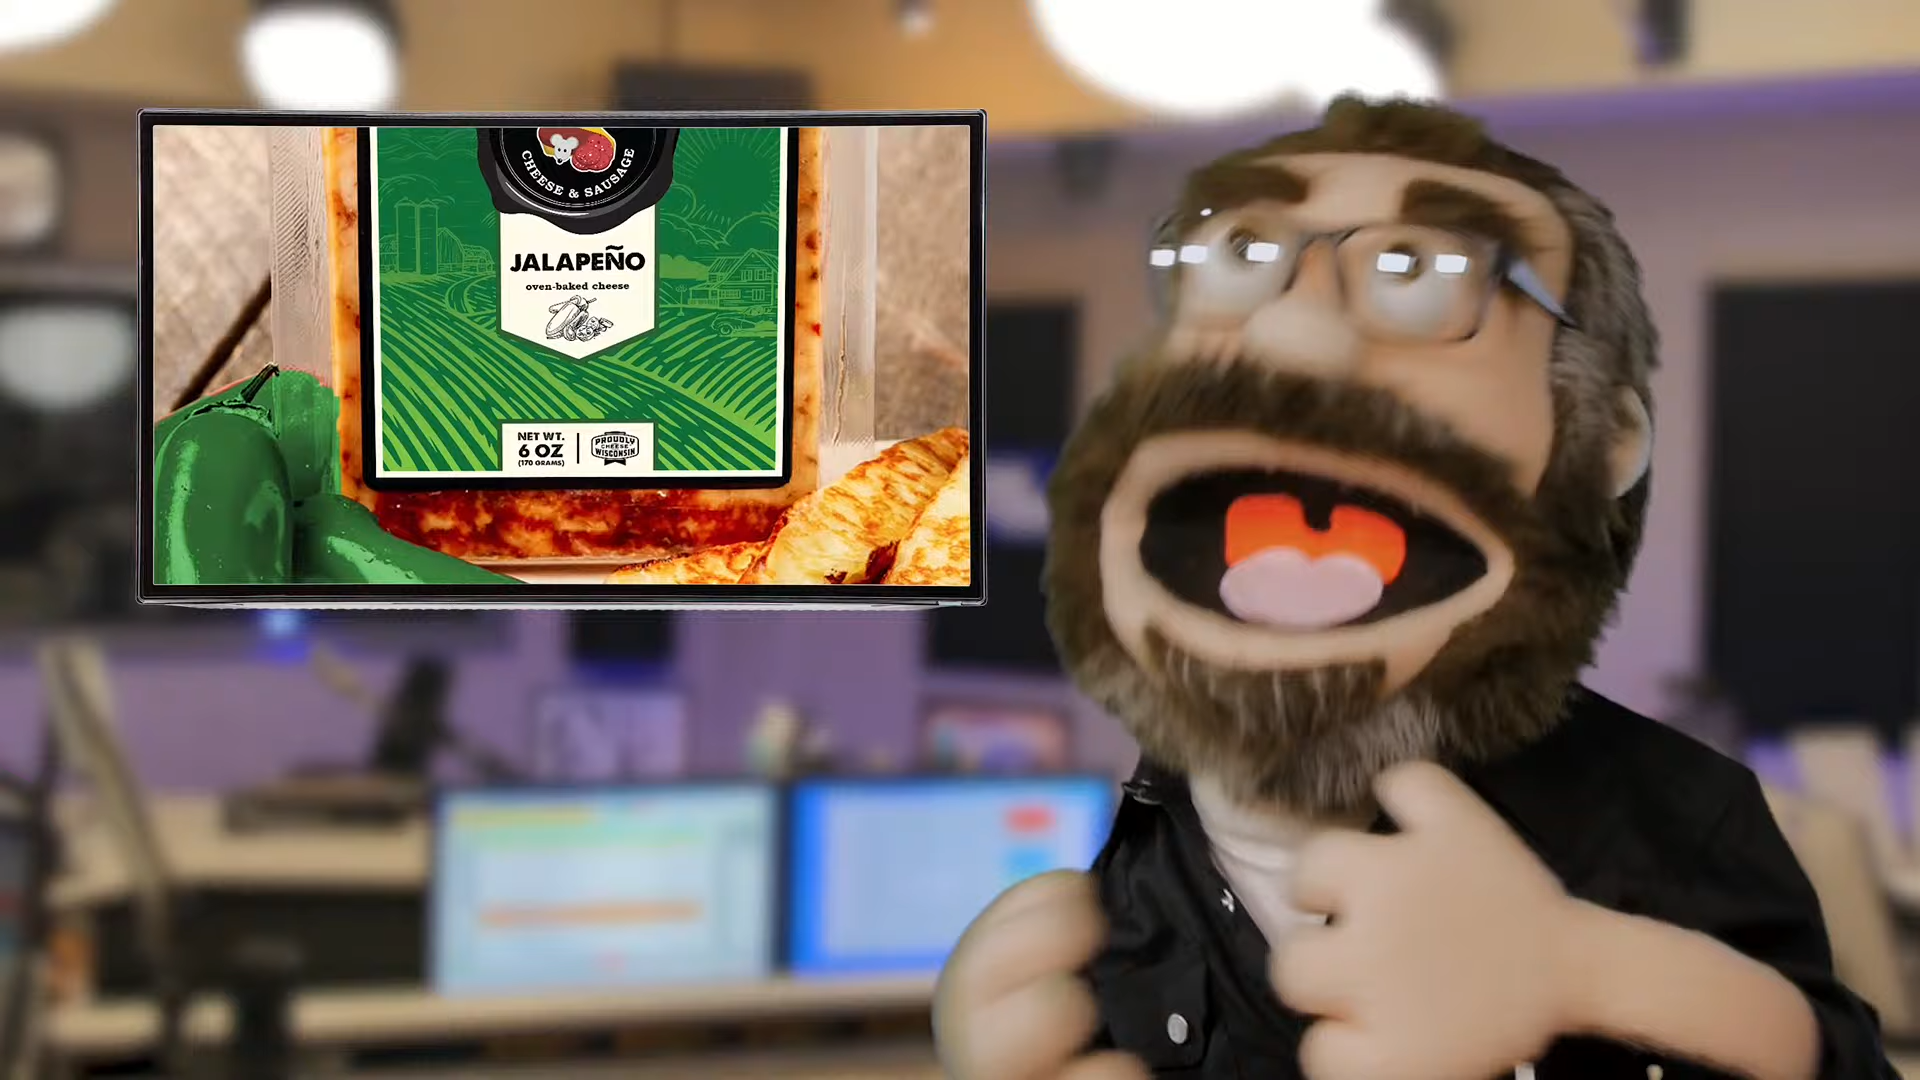 CHEESE & SAUSAGE
JALAPEÑO
oven-baked cheese
NET WT.
6 OZ
(170 GRAMS)
PROUDLY
CHEESE
WISCONSIN